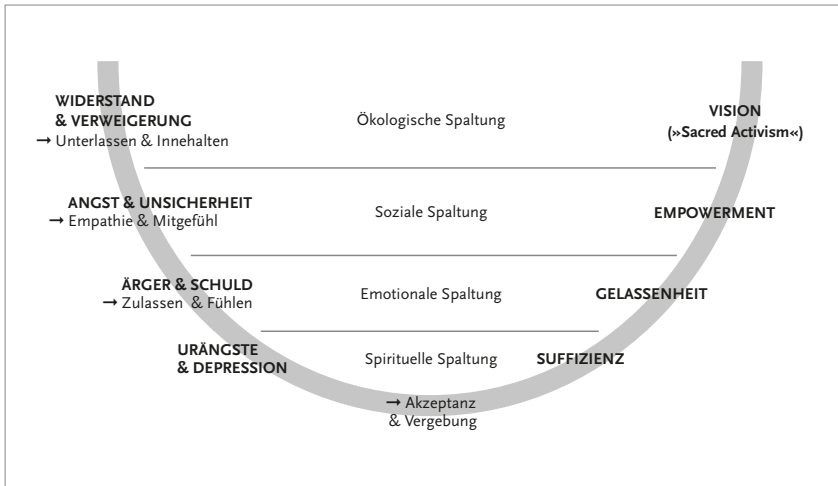 WIDERSTAND
& VERWEIGERUNG
→ Unterlassen & Innehalten
Ökologische Spaltung
VISION
(»Sacred Activism«)
ANGST & UNSICHERHEIT
→ Empathie & Mitgefühl
Soziale Spaltung
EMPOWERMENT
ÄRGER & SCHULD
→ Zulassen & Fühlen
Emotionale Spaltung
GELASSENHEIT
URÄNGSTE
& DEPRESSION
Spirituelle Spaltung
SUFFIZIENZ
→ Akzeptanz
& Vergebung